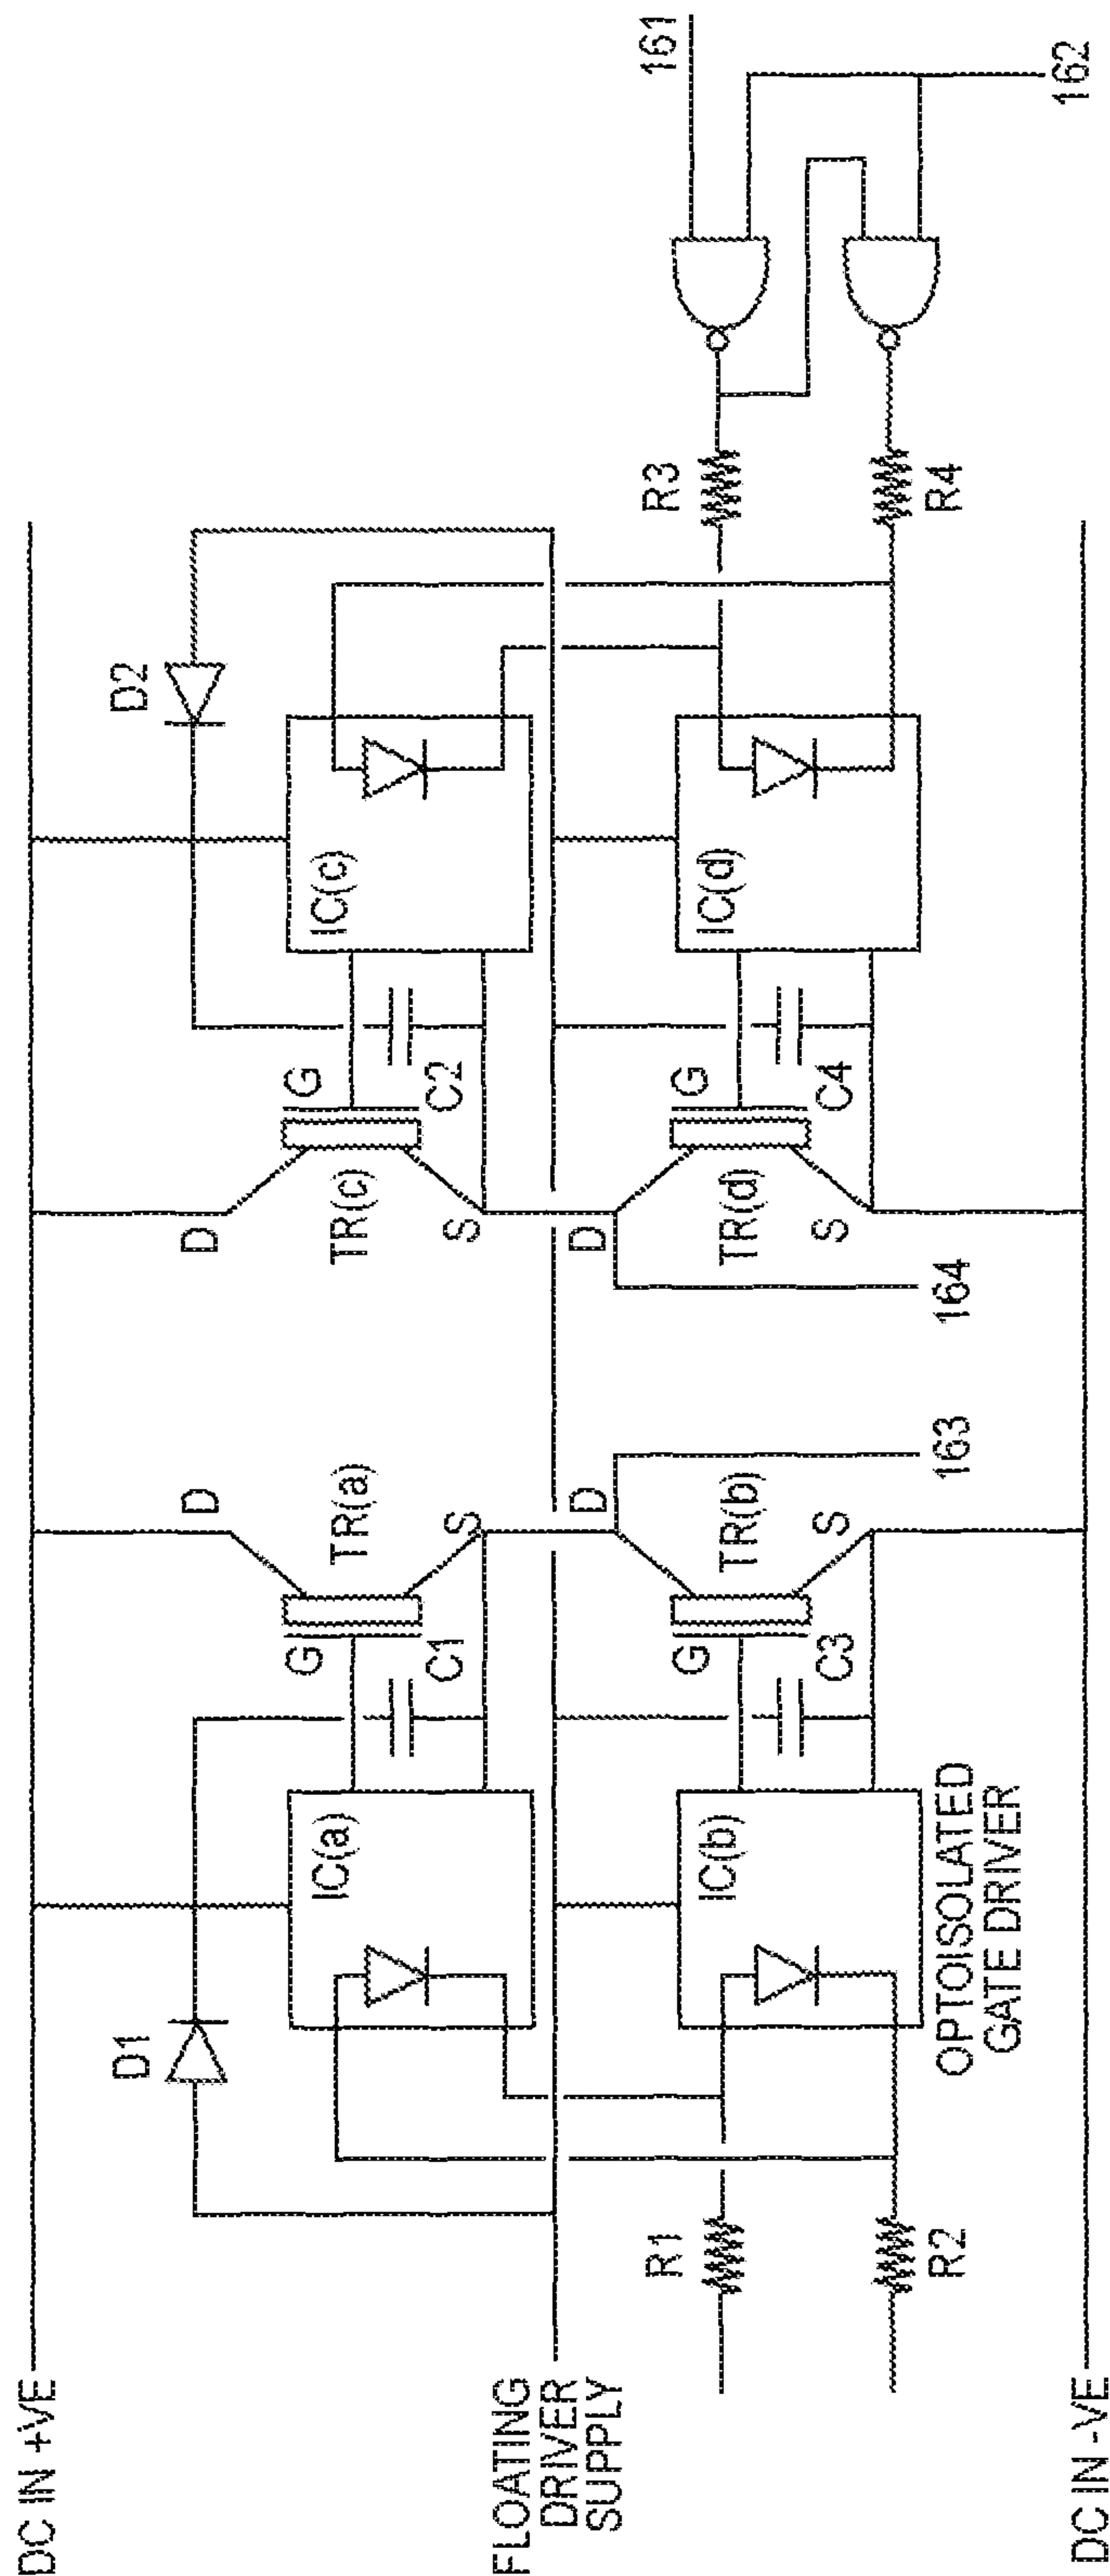 DC IN +VE
FLOATING
DRIVER
SUPPLY
DC IN -VE
D1
IC(a)
G
C1
TR(a)
D
S
R1
R2
IC(b)
OPTOISOLATED
GATE DRIVER
G
C3
TR(b)
D
S
163
D2
IC(c)
G
C2
TR(c)
D
S
IC(d)
G
C4
TR(d)
D
S
164
R3
R4
161
162